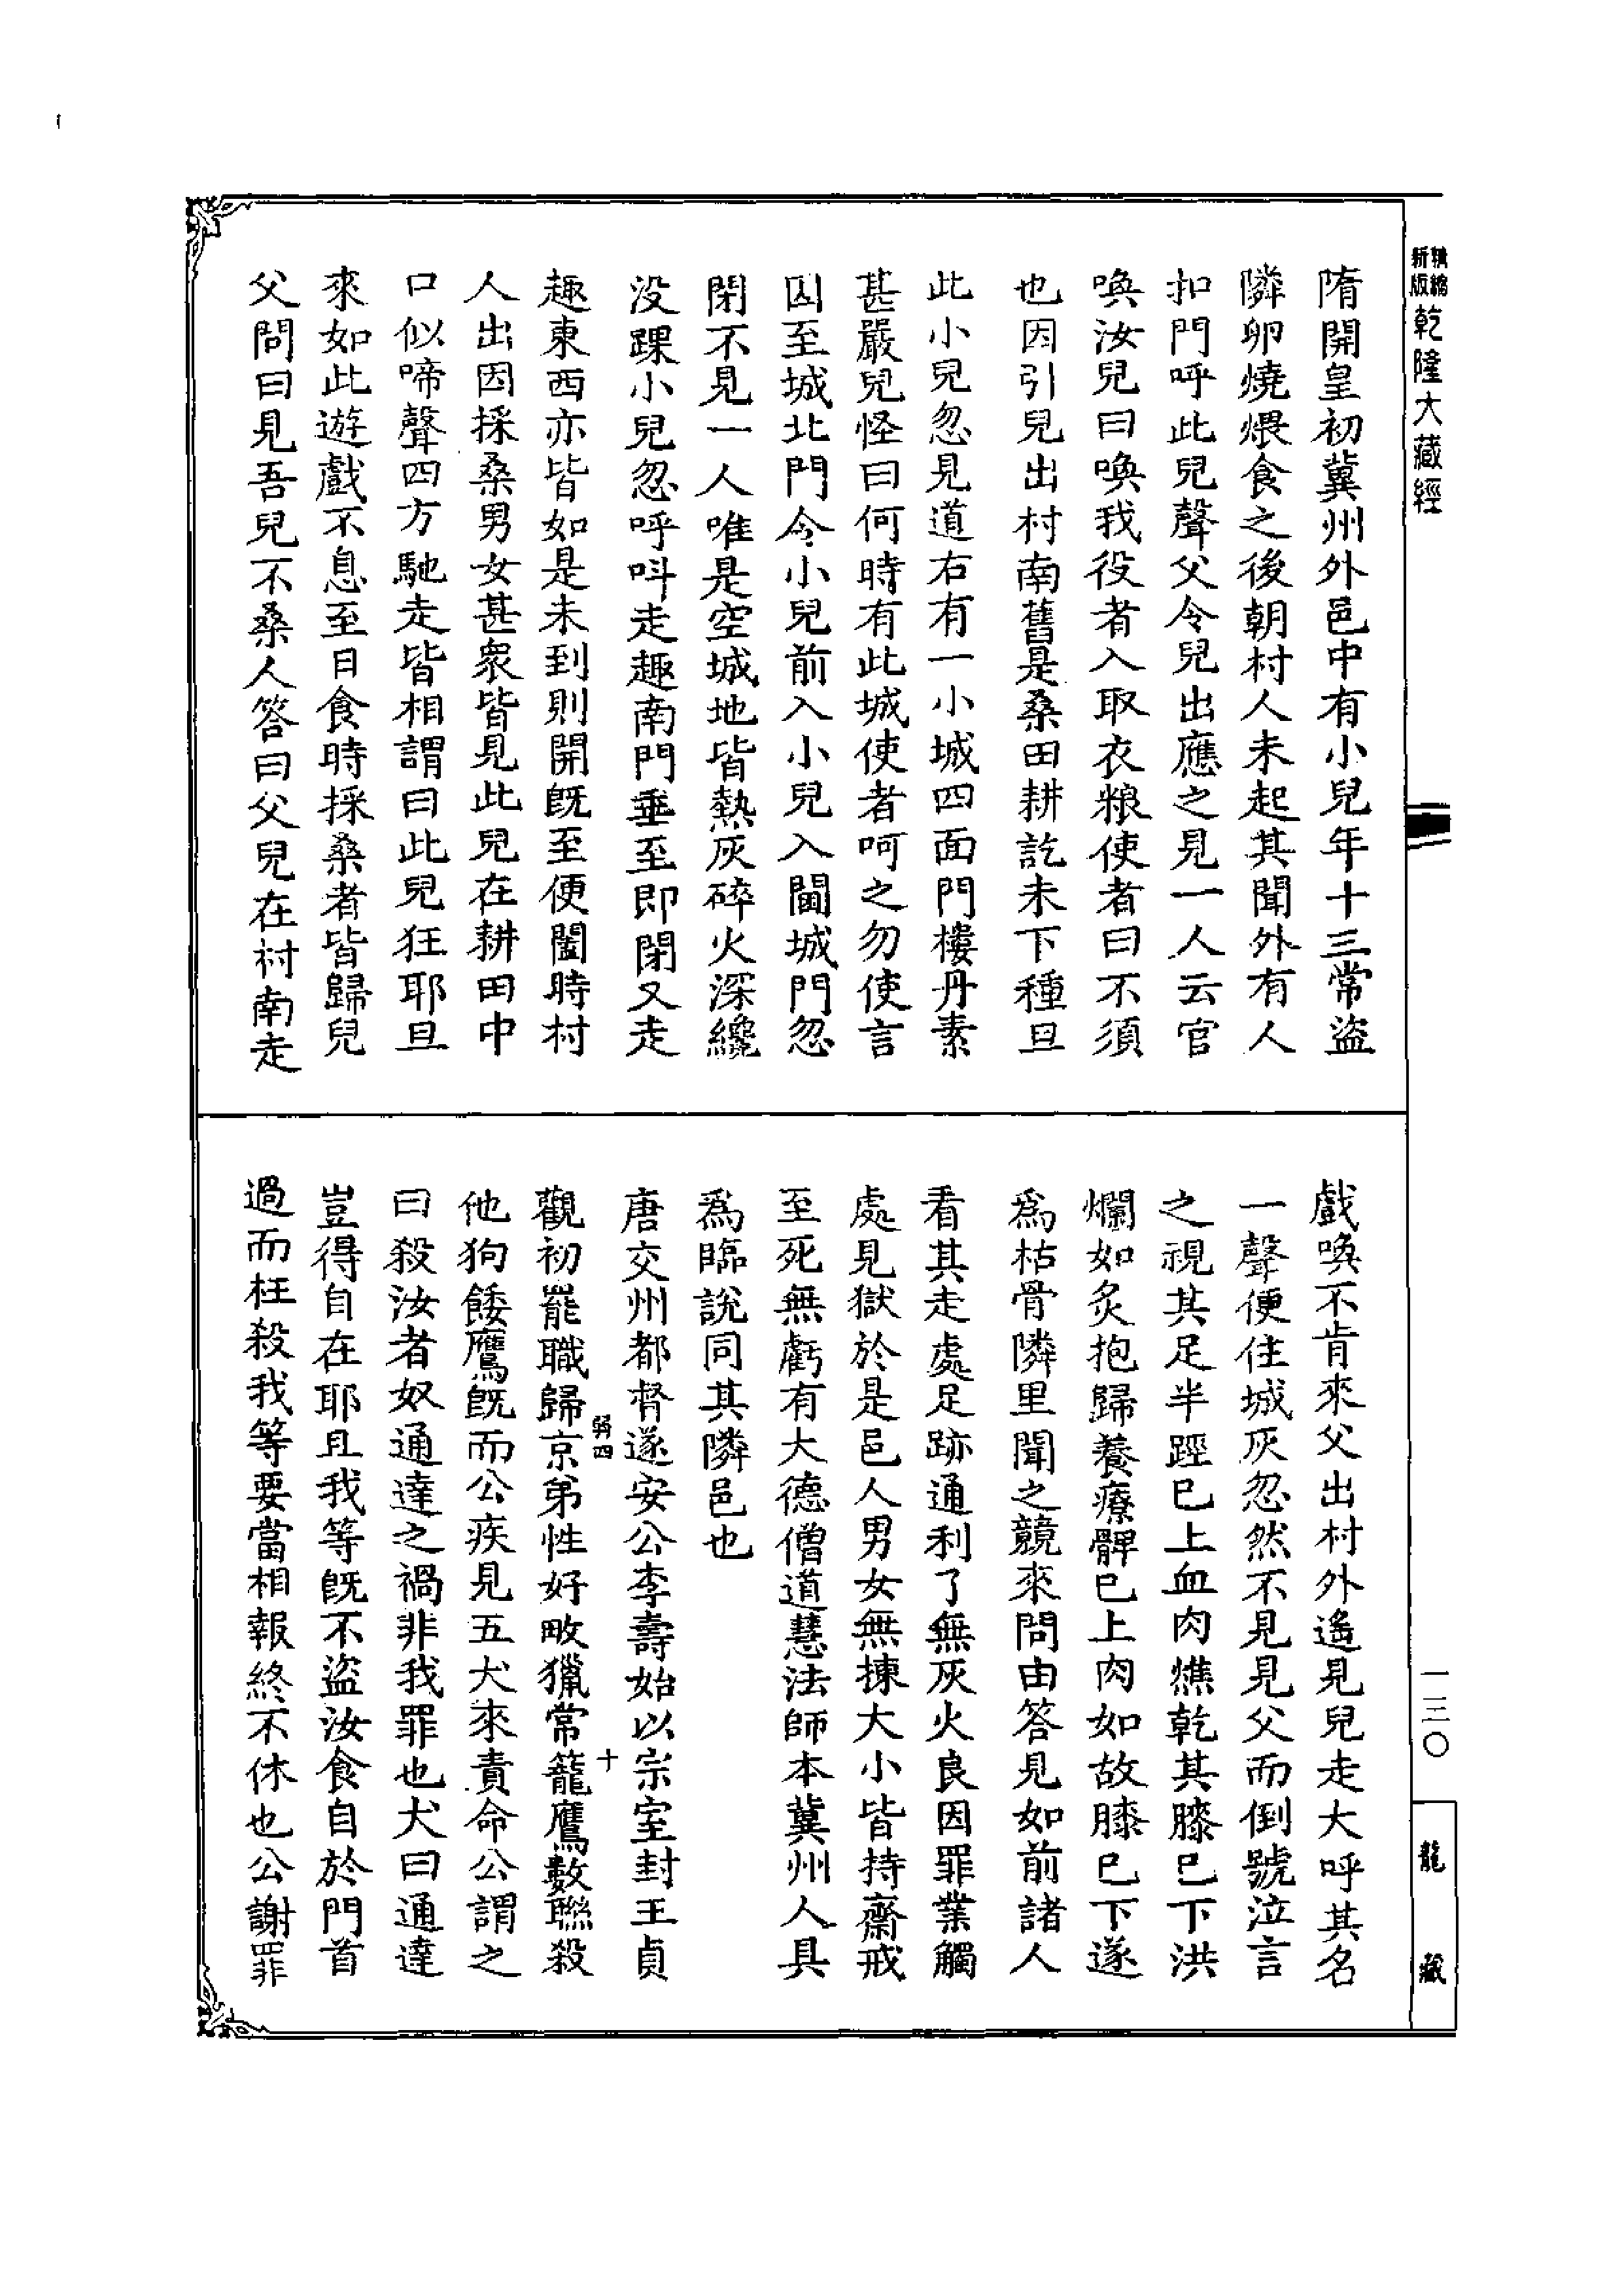 新編縮版乾隆大藏經
隋開皇初冀州外邑中有小兒年十三常盜
隣卵燒煨食之後朝村人未起其聞外有人
扣門呼此兒聲父令兒出應之見一人云官
喚汝兒曰喚我役者入取衣粮使者曰不須
也因引兒出村南舊是桑田耕訖未下種旦
此小兒忽見道右有一小城四面門樓丹素
甚嚴兒怪曰何時有此城使者呵之勿使言
因至城北門令小兒前入小兒入閫城門忽
閉不見一人唯是空城地皆熱灰碎火深纔
没踝小兒忽呼呌走趣南門垂至即閉又走
趣東西亦皆如是未到則開既至便闔時村
人出因採桑男女甚衆皆見此兒在耕田中
口似啼聲四方馳走皆相謂曰此兒狂耶旦
來如此遊戲不息至日食時採桑者皆歸兒
父問曰見吾兒不桑人答曰父兒在村南走
戲喚不肯來父出村外遙見兒走大呼其名
一聲便住城灰忽然不見見父而倒號泣言
之視其足半踁已上血肉燋乾其膝已下洪
爛如炙抱歸養療髀已上肉如故膝已下遂
爲枯骨隣里聞之競來問由答見如前諸人
看其走處足跡通利了無灰火良因罪業觸
處見獄於是邑人男女無揀大小皆持齋戒
至死無虧有大德僧道慧法師本冀州人具
爲臨說同其隣邑也
唐交州都督遂安公李壽始以宗室封王貞
觀初罷職歸京弟性好畋獵常籠鷹數聯殺
他狗餧鷹既而公疾見五犬來責命公謂之
曰殺汝者奴通達之禍非我罪也犬曰通達
豈得自在耶且我等既不盜汝食自於門首
過而枉殺我等要當相報終不休也公謝罪
四
十
一三〇
龍藏